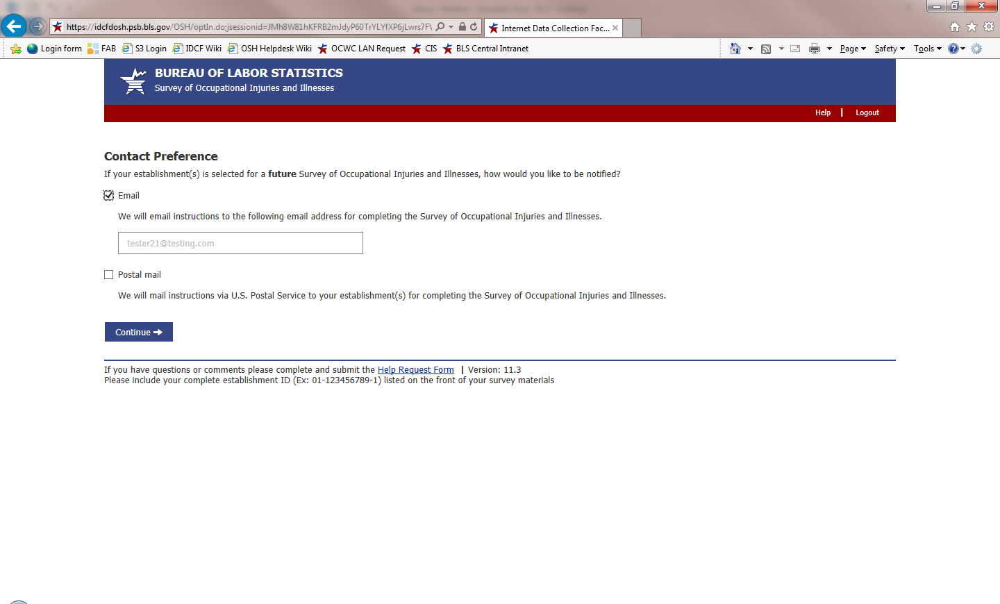 https://idcfdosh.psb.bls.gov/OSH/optIn.do;jsessionid=JMh8W81hKFRB2mJdyP60TrYLYfXP6jLwrs7FV
Internet Data Collection Fac...
Login form FAB S3 Login IDCF Wiki OSH Helpdesk Wiki OCWC LAN Request CIS BLS Central Intranet Page Safety Tools
BUREAU OF LABOR STATISTICS
Survey of Occupational Injuries and Illnesses
Help | Logout
Contact Preference
If your establishment(s) is selected for a future Survey of Occupational Injuries and Illnesses, how would you like to be notified?
Email
We will email instructions to the following email address for completing the Survey of Occupational Injuries and Illnesses.
tester21@testing.com
Postal mail
We will mail instructions via U.S. Postal Service to your establishment(s) for completing the Survey of Occupational Injuries and Illnesses.
Continue
If you have questions or comments please complete and submit the Help Request Form | Version: 11.3
Please include your complete establishment ID (Ex: 01-123456789-1) listed on the front of your survey materials